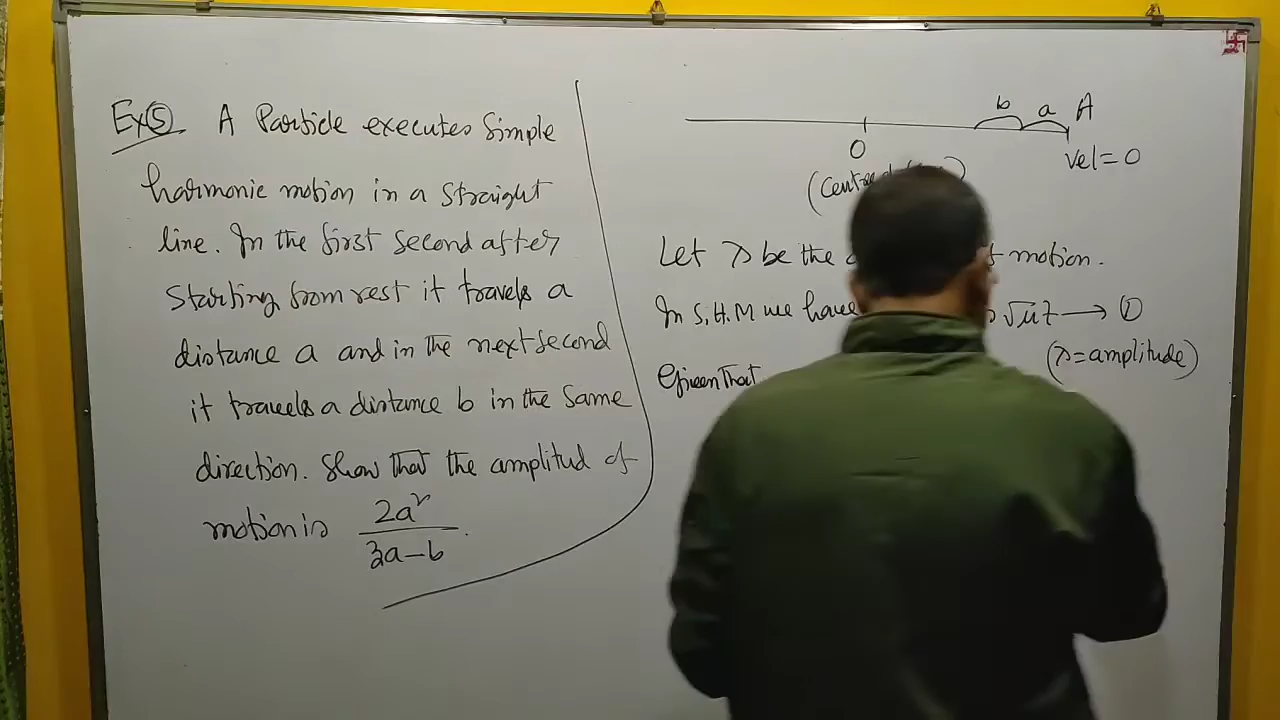 Ex⑤. A Particle executes Simple
harmonic motion in a straight
line. In the first second after
starting from rest it travels a
distance a and in the next second
it travels a distance b in the same
direction. Show that the amplitud of
motion is 2a²/3a-b.
b a A
O
vel=0
(Centre
Let λ be the motion.
In S.H.M we have √μt → ①
(λ=amplitude)
Given that